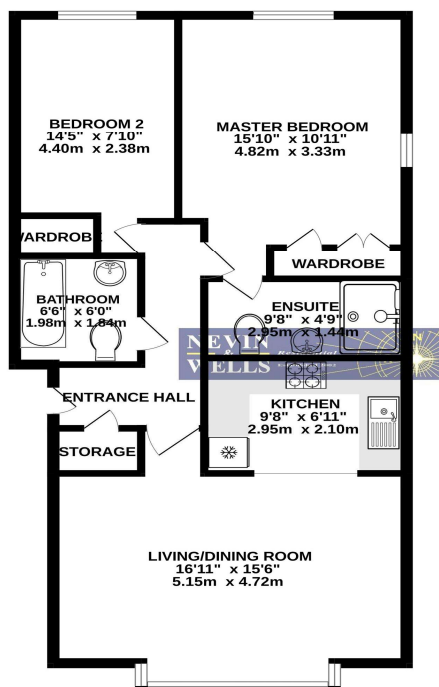 BEDROOM 2
14'5" x 7'10"
4.40m x 2.38m
MASTER BEDROOM
15'10" x 10'11"
4.82m x 3.33m
WARDROBE
WARDROBE
BATHROOM
6'6" x 6'0"
1.98m x 1.84m
ENSUITE
9'8" x 4'9"
2.95m x 1.44m
NEVIN
&
WELLS
Residential
ENTRANCE HALL
KITCHEN
9'8" x 6'11"
2.95m x 2.10m
STORAGE
LIVING/DINING ROOM
16'11" x 15'6"
5.15m x 4.72m